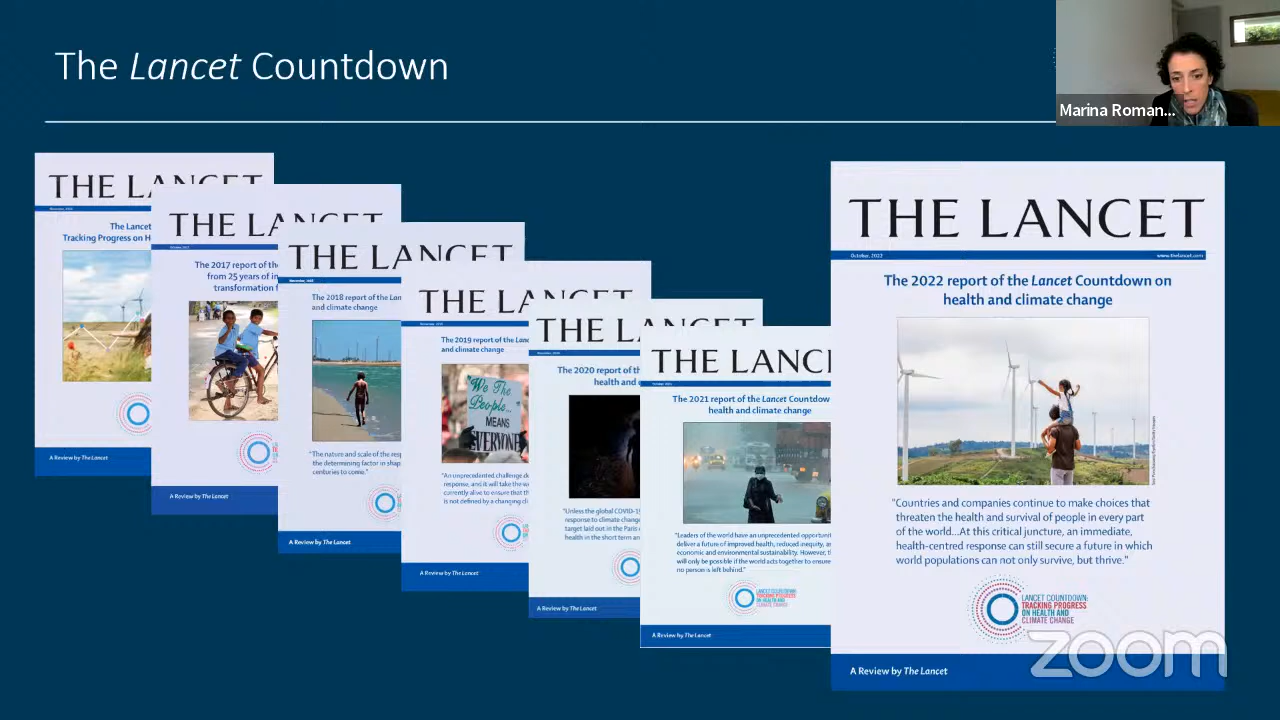 The Lancet Countdown
Marina Roman...
THE LANCET
The Lancet
Tracking Progress on H
A Review by The Lancet
THE LANCET
The 2017 report of the
from 25 years of in
transformation f
A Review by The Lancet
THE LANCET
The 2018 report of the Lan
and climate change
"The nature and scale of the resp
the determining factor in shap
centuries to come."
A Review by The Lancet
THE LANCET
The 2019 report of the Lanc
and climate change
We The
People...
MEANS
EVERYONE
"An unprecedented challenge de
response, and it will take the wo
currently alive to ensure that th
is not defined by a changing cli
A Review by The Lancet
THE LANCET
The 2020 report of th
health and c
"Unless the global COVID-19
response to climate change
target laid out in the Paris
health in the short term an
A Review by The Lancet
THE LANC
October 2021
The 2021 report of the Lancet Countdow
health and climate change
"Leaders of the world have an unprecedented opportuni
deliver a future of improved health, reduced inequity, an
economic and environmental sustainability. However, t
will only be possible if the world acts together to ensure
no person is left behind."
LANCET COUNTDOWN:
TRACKING PROGRESS
ON HEALTH AND
CLIMATE CHANGE
A Review by The Lancet
THE LANCET
October, 2022 www.thelancet.com
The 2022 report of the Lancet Countdown on
health and climate change
"Countries and companies continue to make choices that
threaten the health and survival of people in every part
of the world...At this critical juncture, an immediate,
health-centred response can still secure a future in which
world populations can not only survive, but thrive."
LANCET COUNTDOWN:
TRACKING PROGRESS
ON HEALTH AND
CLIMATE CHANGE
A Review by The Lancet
zoom